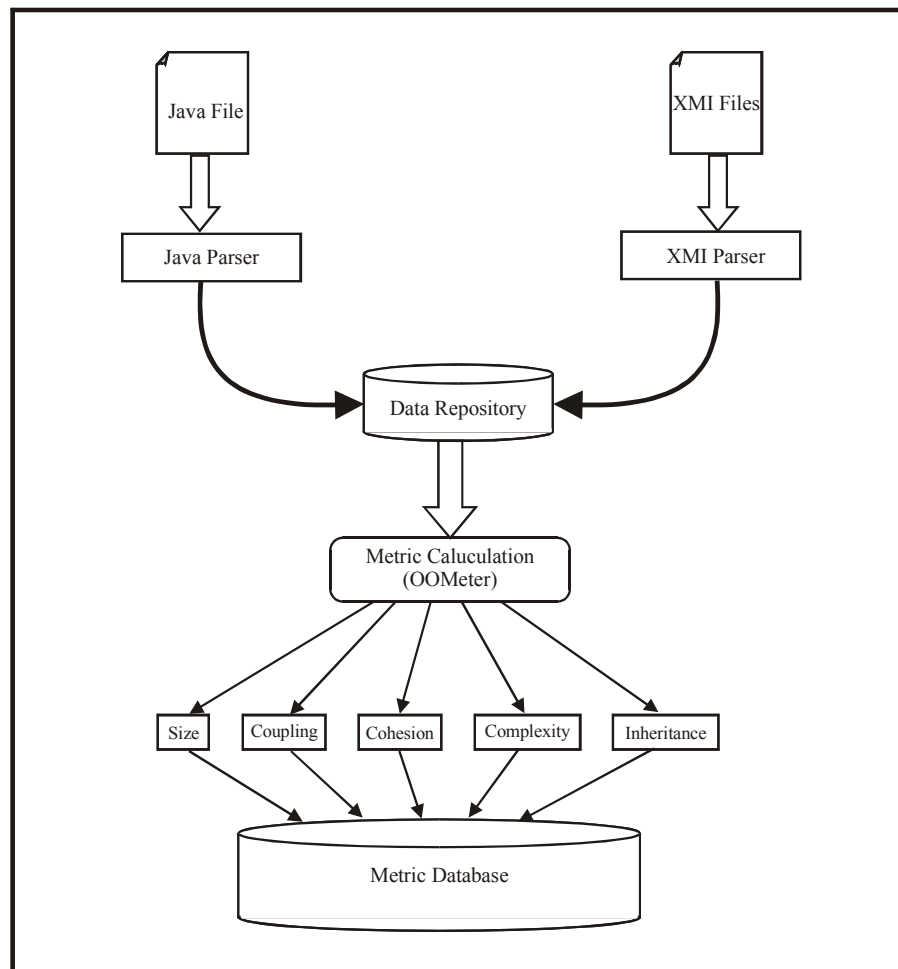 Java File
XMI Files
Java Parser
XMI Parser
Data Repository
Metric Caluculation
(OOMeter)
Size
Coupling
Cohesion
Complexity
Inheritance
Metric Database